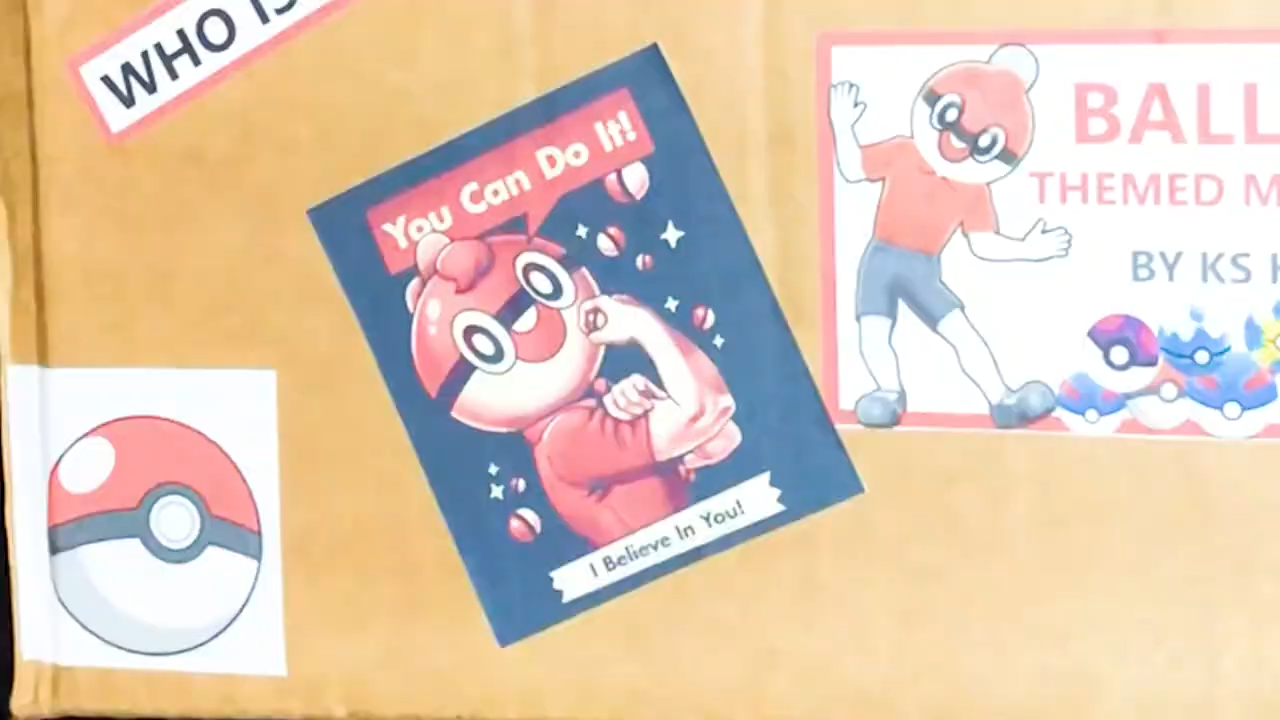 WHO IS
You Can Do It!
I Believe In You!
BALL
THEMED M
BY KS